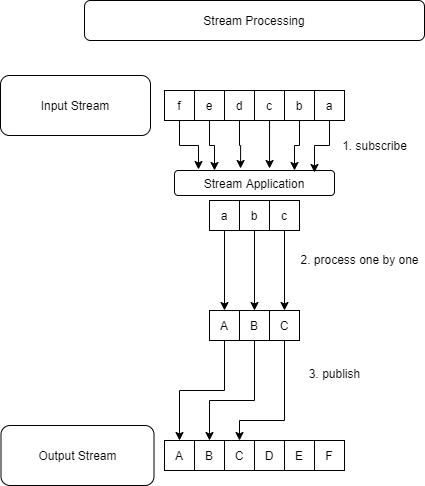 Stream Processing
Input Stream
f e d c b a
1. subscribe
Stream Application
a b c
2. process one by one
A B C
3. publish
Output Stream
A B C D E F